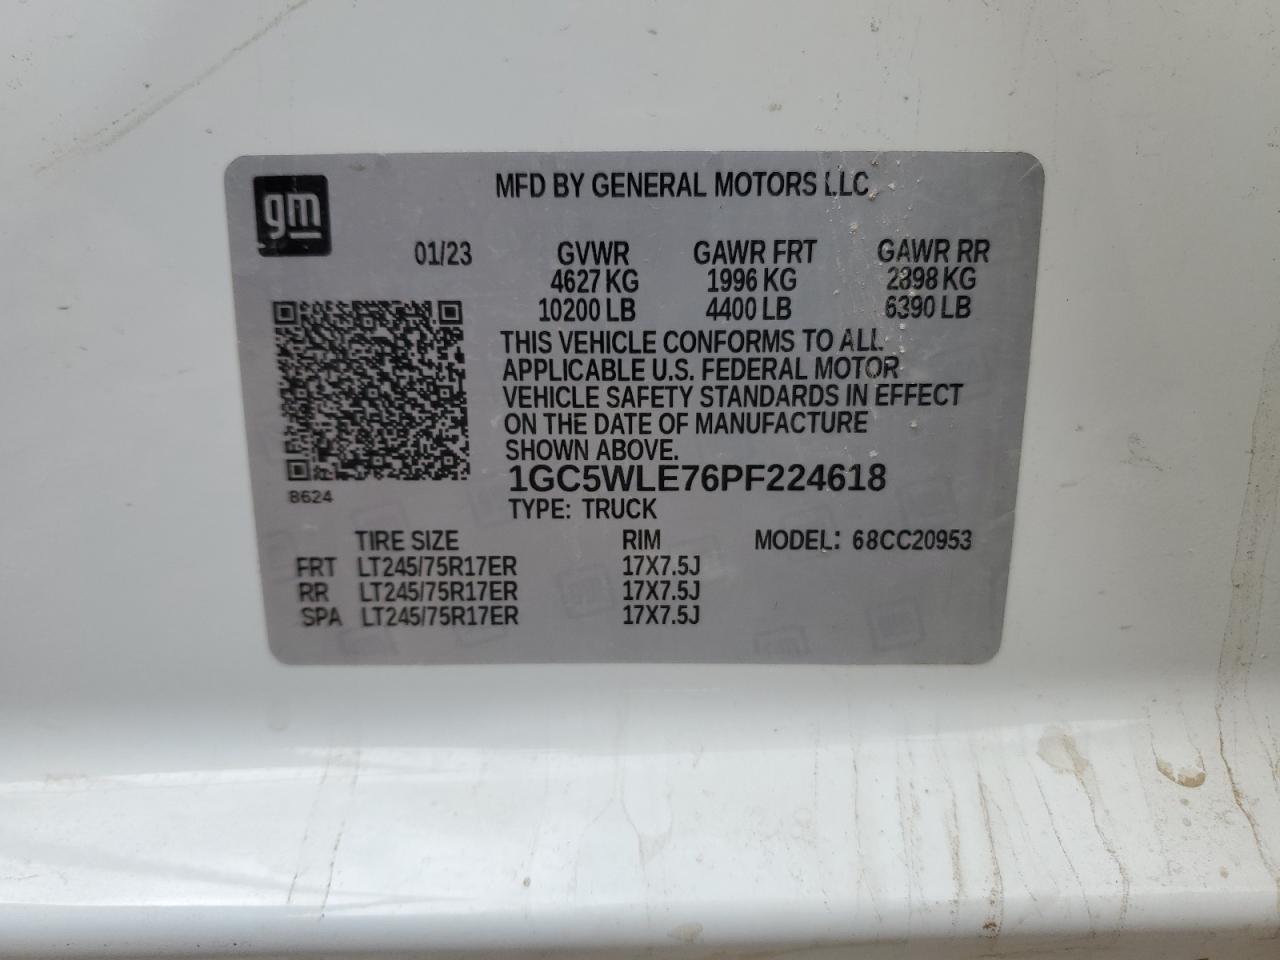 gm
MFD BY GENERAL MOTORS LLC
01/23 GVWR GAWR FRT GAWR RR
4627 KG 1996 KG 2898 KG
10200 LB 4400 LB 6390 LB
THIS VEHICLE CONFORMS TO ALL
APPLICABLE U.S. FEDERAL MOTOR
VEHICLE SAFETY STANDARDS IN EFFECT
ON THE DATE OF MANUFACTURE
SHOWN ABOVE.
1GC5WLE76PF224618
8624
TYPE: TRUCK
TIRE SIZE RIM MODEL: 68CC20953
FRT LT245/75R17ER 17X7.5J
RR LT245/75R17ER 17X7.5J
SPA LT245/75R17ER 17X7.5J